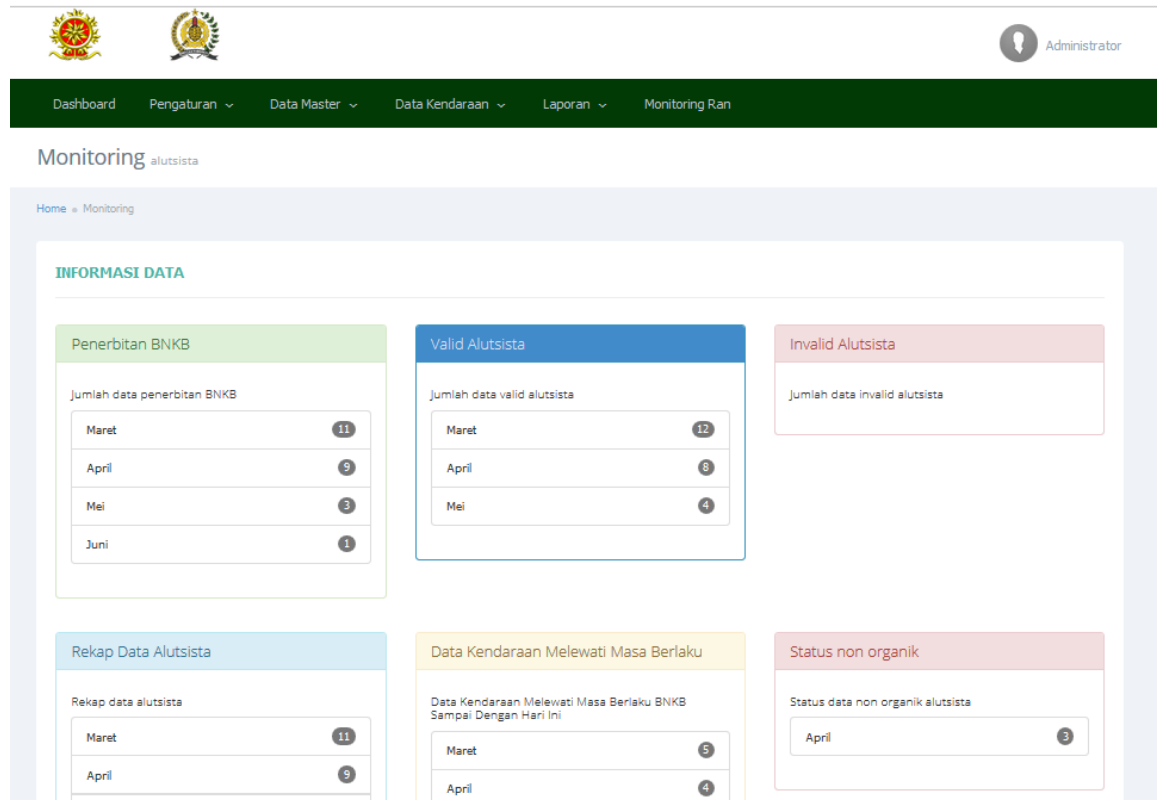 Administrator
Dashboard Pengaturan Data Master Data Kendaraan Laporan Monitoring Ran
Monitoring alutsista
Home » Monitoring
INFORMASI DATA
Penerbitan BNKB
Jumlah data penerbitan BNKB
Maret 11
April 9
Mei 3
Juni 1
Valid Alutsista
Jumlah data valid alutsista
Maret 12
April 8
Mei 4
Invalid Alutsista
Jumlah data invalid alutsista
Rekap Data Alutsista
Rekap data alutsista
Maret 11
April 9
Data Kendaraan Melewati Masa Berlaku
Data Kendaraan Melewati Masa Berlaku BNKB
Sampai Dengan Hari Ini
Maret 5
April 4
Status non organik
Status data non organik alutsista
April 3